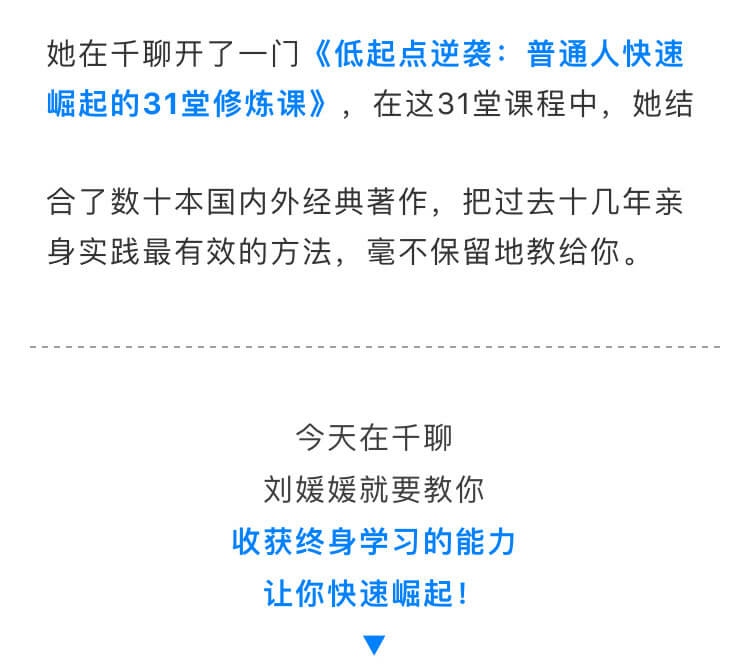 她在千聊开了一门《低起点逆袭：普通人快速
崛起的31堂修炼课》，在这31堂课程中，她结
合了数十本国内外经典著作，把过去十几年亲
身实践最有效的方法，毫不保留地教给你。
今天在千聊
刘媛媛就要教你
收获终身学习的能力
让你快速崛起！